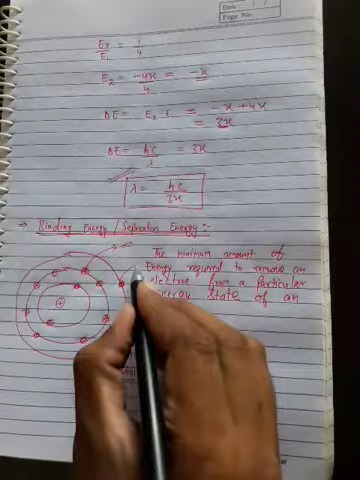 Date
Page No.
E2/E1 = 1/4
E2 = -4x/4 = -x
ΔE = E2 - E1 = -x + 4x
= 3x
ΔE = hc/λ = 3x
λ = hc/3x
→ Binding Energy / Separation Energy :-
The minimum amount of
Energy required to remove an
electron from a particular
energy state of an